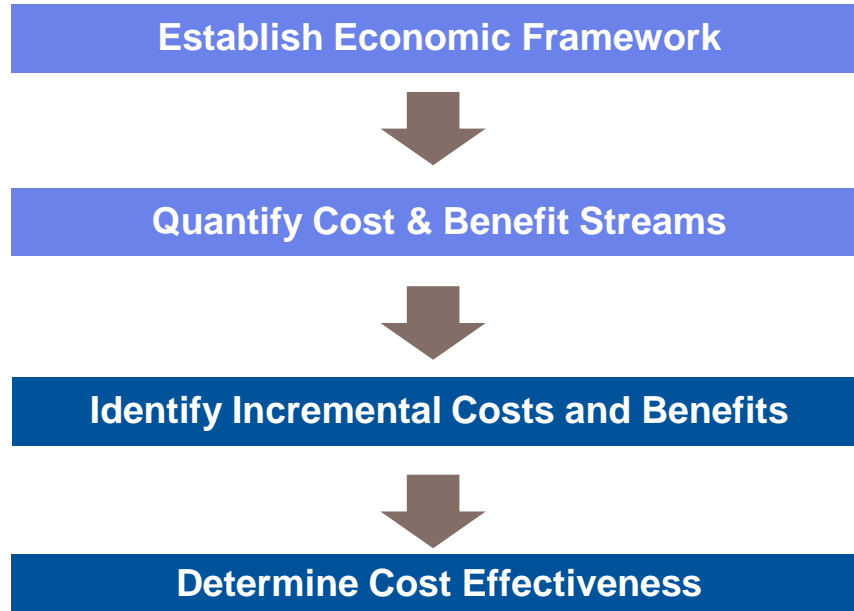 Establish Economic Framework
Quantify Cost & Benefit Streams
Identify Incremental Costs and Benefits
Determine Cost Effectiveness